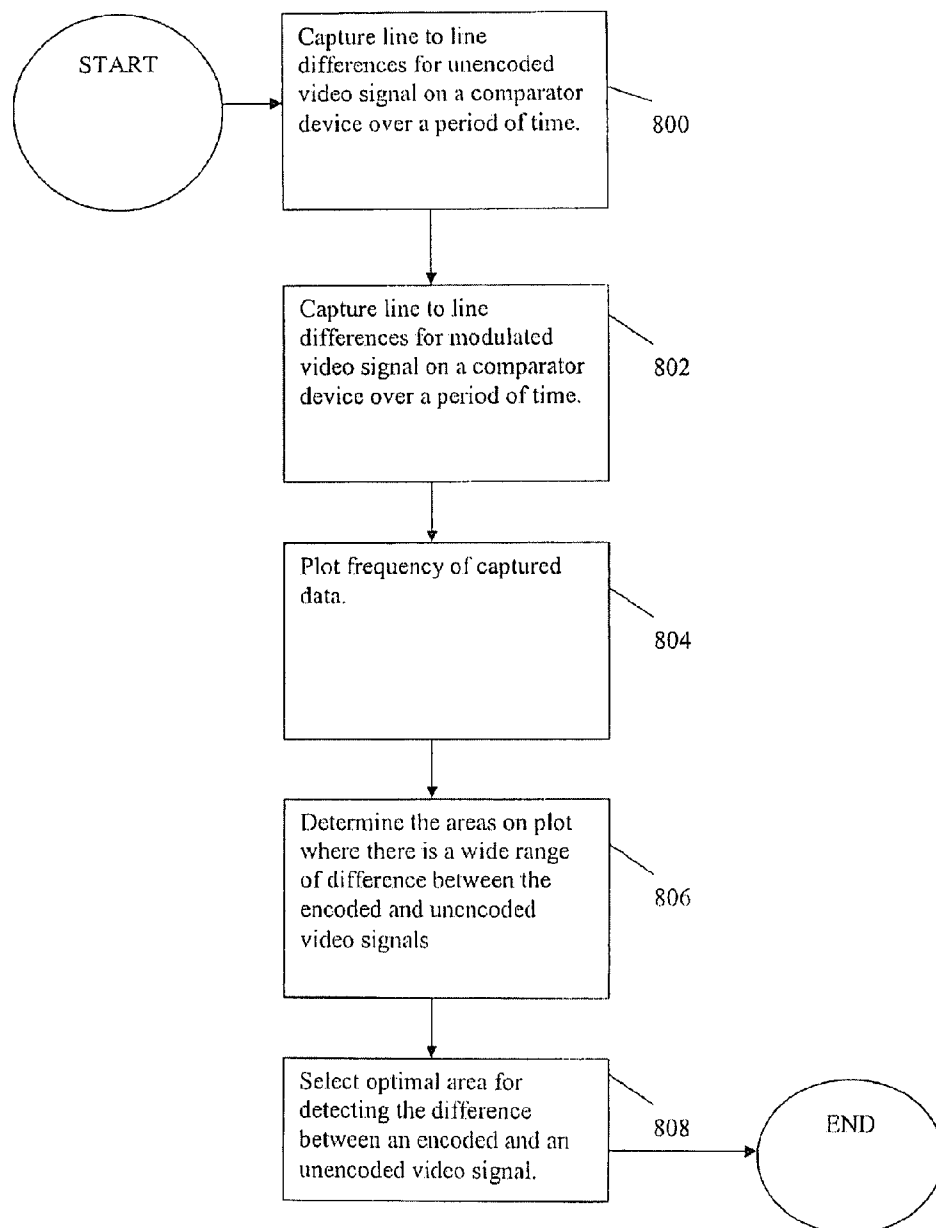 START
Capture line to line
differences for unencoded
video signal on a comparator
device over a period of time.
800
Capture line to line
differences for modulated
video signal on a comparator
device over a period of time.
802
Plot frequency of captured
data.
804
Determine the areas on plot
where there is a wide range
of difference between the
encoded and unencoded
video signals
806
Select optimal area for
detecting the difference
between an encoded and an
unencoded video signal.
808
END